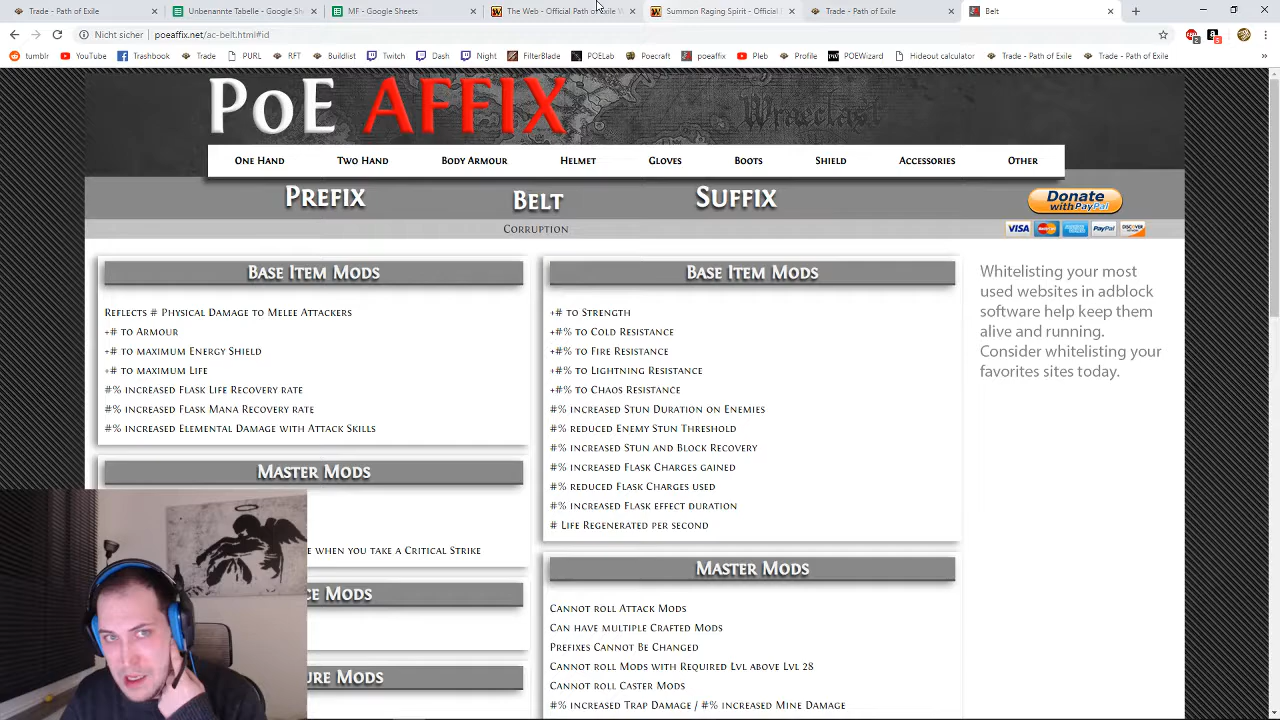 Trade - Path of Exile
Urbenannte Tabelle - Google S
MF - Google Sheets
The Web - Official Path of Exile W
Summon Raging Spirit - Official
Trade - Path of Exile
Belt
Nicht sicher
poeaffix.net/ac-belt.html#id
tumblr
YouTube
Trashbook
Trade
PURL
RFT
Buildlist
Twitch
Dash
Night
FilterBlade
POELab
Poecraft
poeaffix
Pleb
Profile
POEWizard
Hideout calculator
Trade - Path of Exile
Trade - Path of Exile
PoE AFFIX
Wraeclast
One Hand
Two Hand
Body Armour
Helmet
Gloves
Boots
Shield
Accessories
Other
Prefix
Belt
Suffix
Corruption
Donate
with PayPal
VISA
MasterCard
PayPal
DISCOVER
Base Item Mods
Reflects # Physical Damage to Melee Attackers
+# to Armour
+# to maximum Energy Shield
+# to maximum Life
#% increased Flask Life Recovery rate
#% increased Flask Mana Recovery rate
#% increased Elemental Damage with Attack Skills
Master Mods
e when you take a Critical Strike
ce Mods
ure Mods
Base Item Mods
+# to Strength
+#% to Cold Resistance
+#% to Fire Resistance
+#% to Lightning Resistance
+#% to Chaos Resistance
#% increased Stun Duration on Enemies
#% reduced Enemy Stun Threshold
#% increased Stun and Block Recovery
#% increased Flask Charges gained
#% reduced Flask Charges used
#% increased Flask effect duration
# Life Regenerated per second
Master Mods
Cannot roll Attack Mods
Can have multiple Crafted Mods
Prefixes Cannot Be Changed
Cannot roll Mods with Required Lvl above Lvl 28
Cannot roll Caster Mods
#% increased Trap Damage / #% increased Mine Damage
Whitelisting your most
used websites in adblock
software help keep them
alive and running.
Consider whitelisting your
favorites sites today.